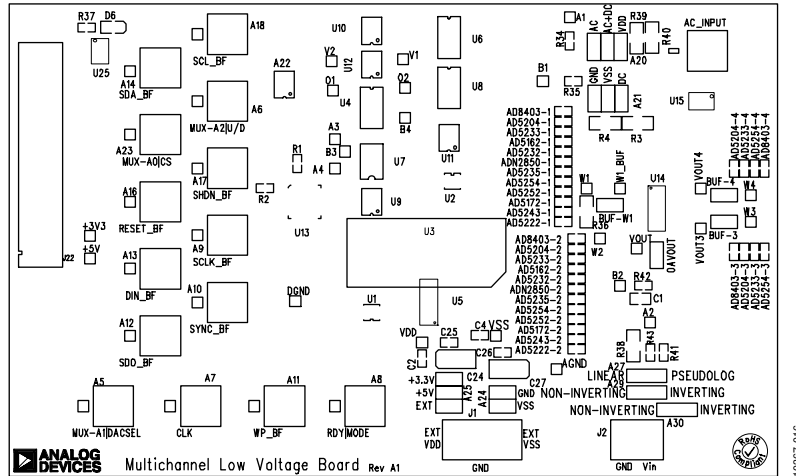 R37
D6
U25
A18
SCL_BF
A14
SDA_BF
A22
A6
MUX-A2|U/D
A23
MUX-A0|CS
A17
SHDN_BF
A16
RESET_BF
+3V3
+5V
J22
A9
SCLK_BF
A13
DIN_BF
A10
SYNC_BF
A12
SDO_BF
A5
MUX-A1|DACSEL
A7
CLK
A11
WP_BF
A8
RDY|MODE
R1
R2
U13
DGND
U10
V2
U12
O1
U4
A3
B3
A4
U7
U9
U6
V1
U8
O2
B4
U11
U2
U3
U1
U5
VDD
VSS
C4
C25
C2
C26
C24
C27
+3.3V
+5V
EXT
A25
A24
GND
VSS
J1
EXT
VDD
EXT
VSS
GND
A1
R34
B1
R35
AC
AC+DC
VDD
R39
R40
A20
AC_INPUT
GND
VSS
DC
A21
R4
R3
U15
AD8403-1
AD5204-1
AD5233-1
AD5162-1
AD5232-1
ADN2850-1
AD5235-1
AD5254-1
AD5252-1
AD5172-1
AD5243-1
AD5222-1
W1
W1_BUF
U14
BUF-W1
R36
W2
AD8403-2
AD5204-2
AD5233-2
AD5162-2
AD5232-2
ADN2850-2
AD5235-2
AD5254-2
AD5252-2
AD5172-2
AD5243-2
AD5222-2
AGND
VOUT
OAVOUT
B2
R42
C1
A2
R38
R43
R41
AD5204-4
AD5233-4
AD5254-4
AD8403-4
VOUT4
BUF-4
W4
W3
BUF-3
VOUT3
AD8403-3
AD5204-3
AD5233-3
AD5254-3
A27
LINEAR PSEUDOLOG
A29
NON-INVERTING INVERTING
NON-INVERTING INVERTING
A30
J2
GND Vin
RoHS
Compliant
ANALOG
DEVICES
Multichannel Low Voltage Board Rev A1